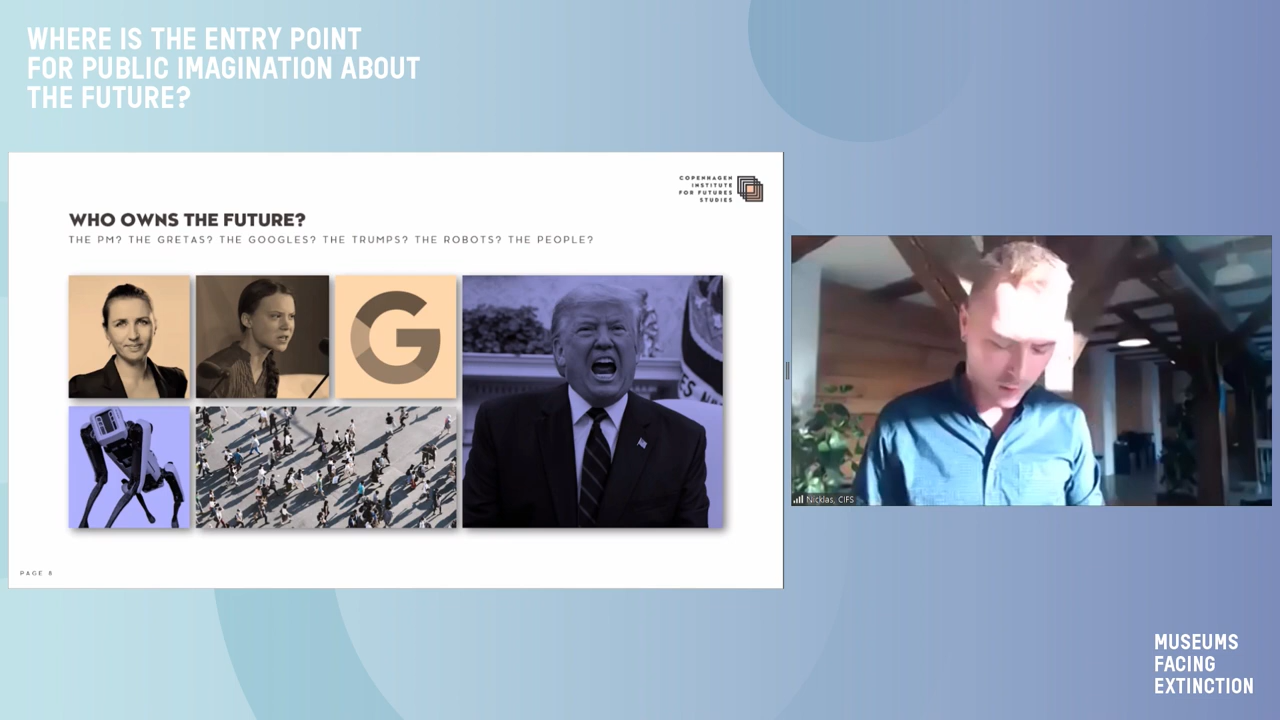 WHERE IS THE ENTRY POINT
FOR PUBLIC IMAGINATION ABOUT
THE FUTURE?
COPENHAGEN
INSTITUTE
FOR FUTURES
STUDIES
WHO OWNS THE FUTURE?
THE PM? THE GRETAS? THE GOOGLES? THE TRUMPS? THE ROBOTS? THE PEOPLE?
G
PAGE 8
Nicklas, CIFS
MUSEUMS
FACING
EXTINCTION